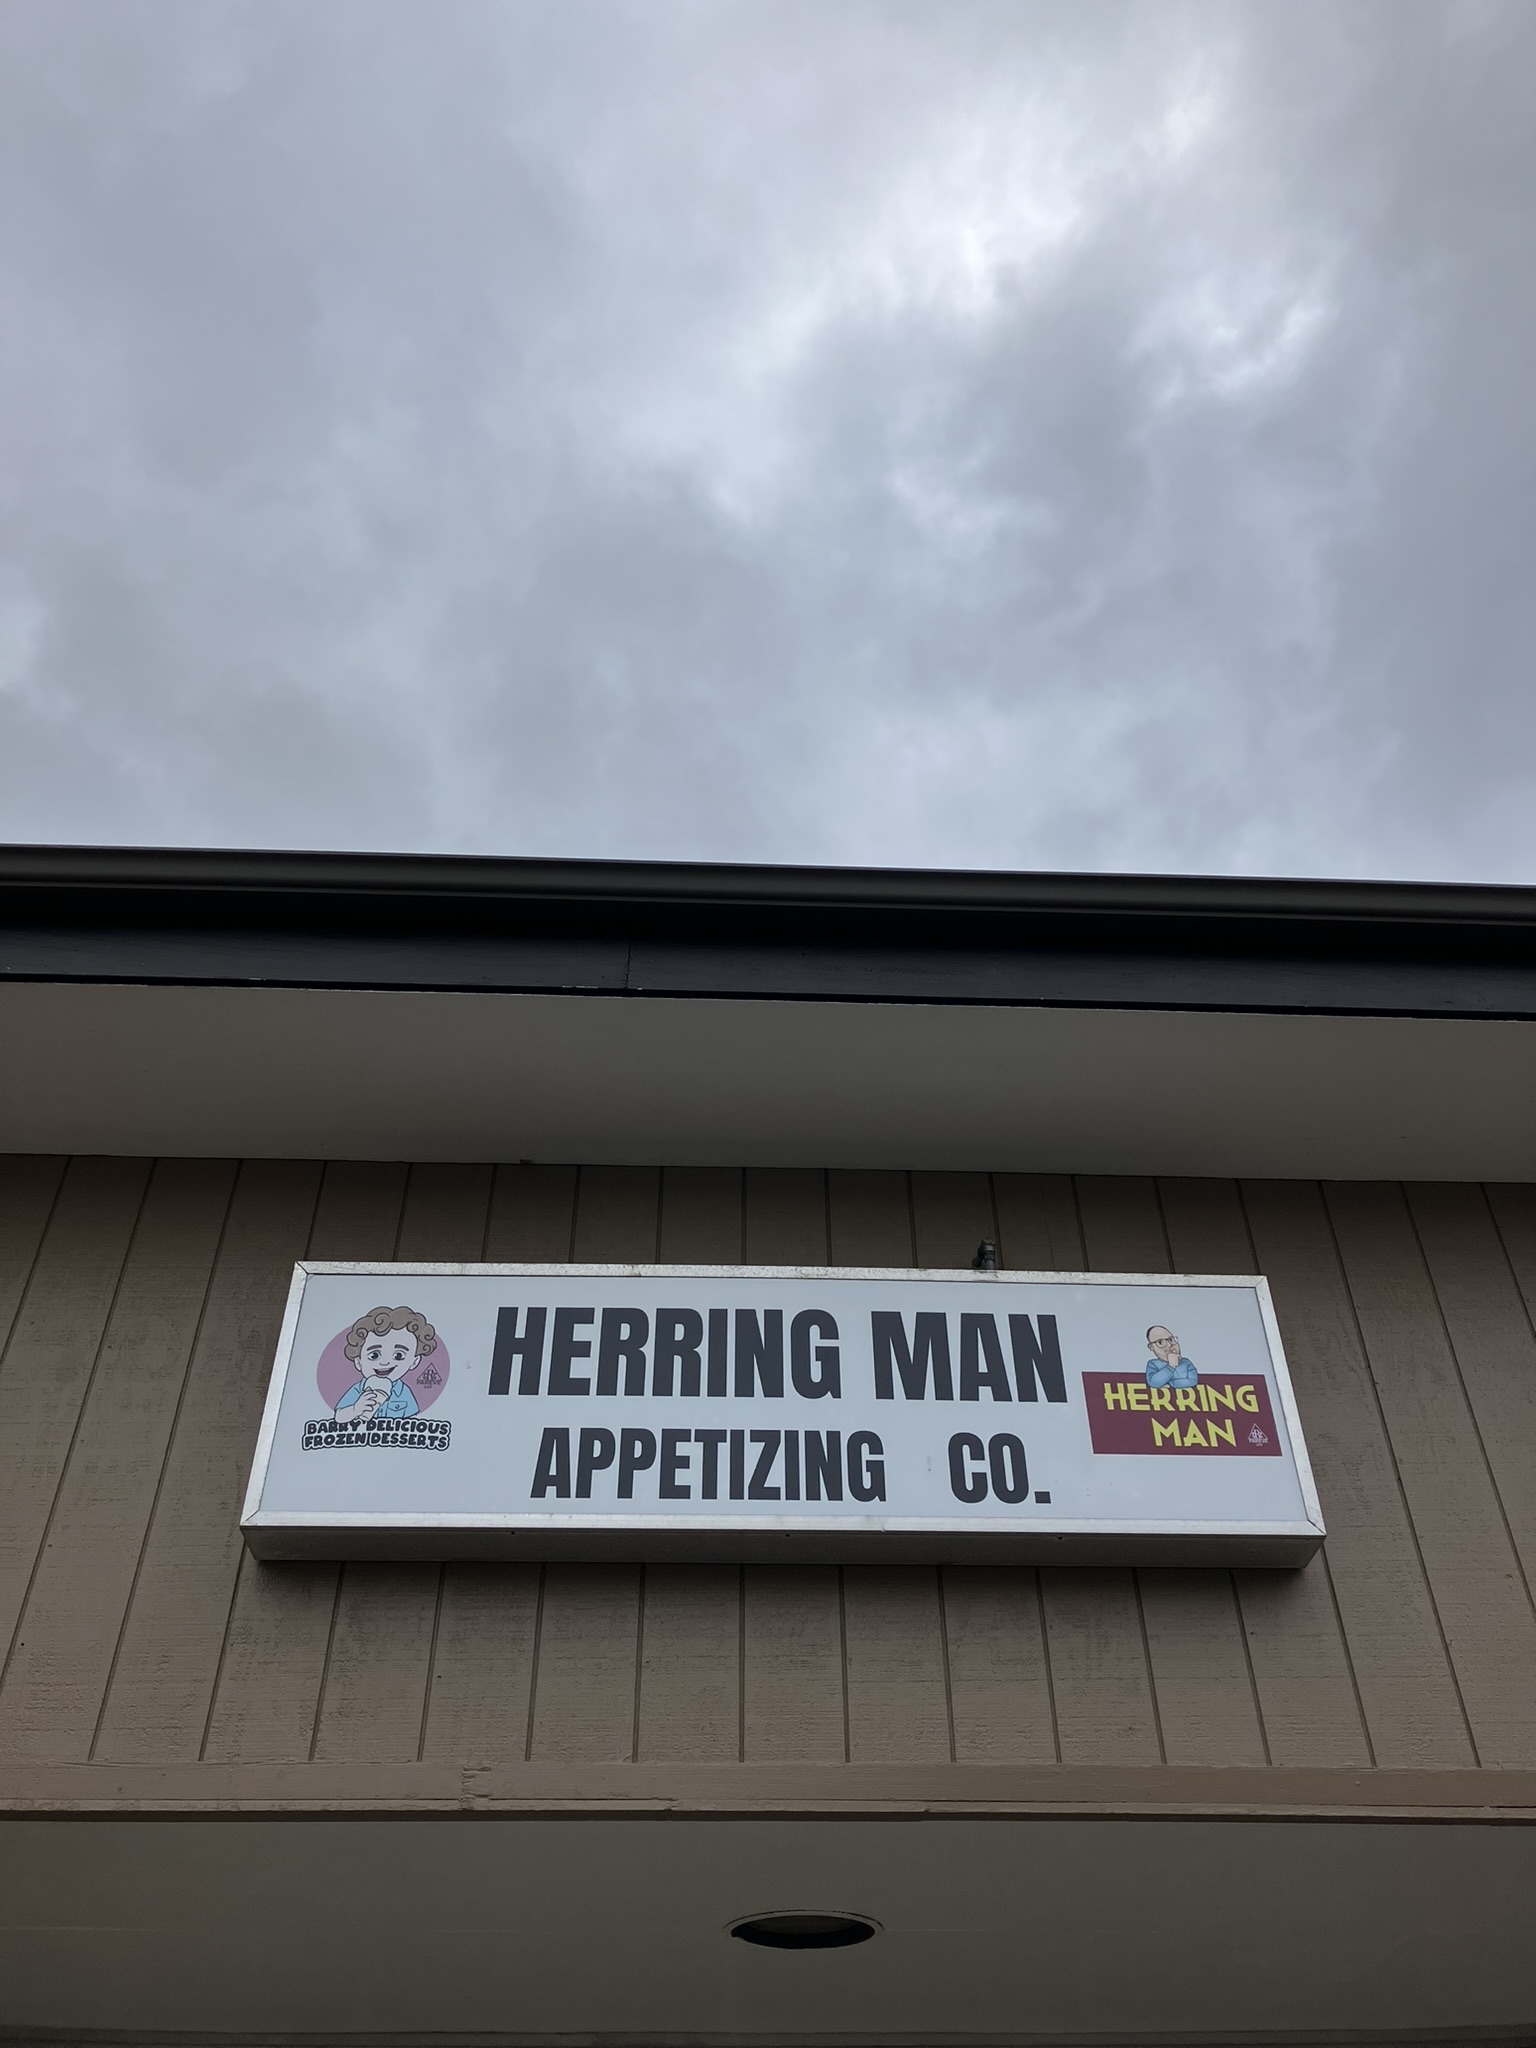 HERRING MAN
APPETIZING CO.
BARRY DELICIOUS
FROZEN DESSERTS
HERRING
MAN